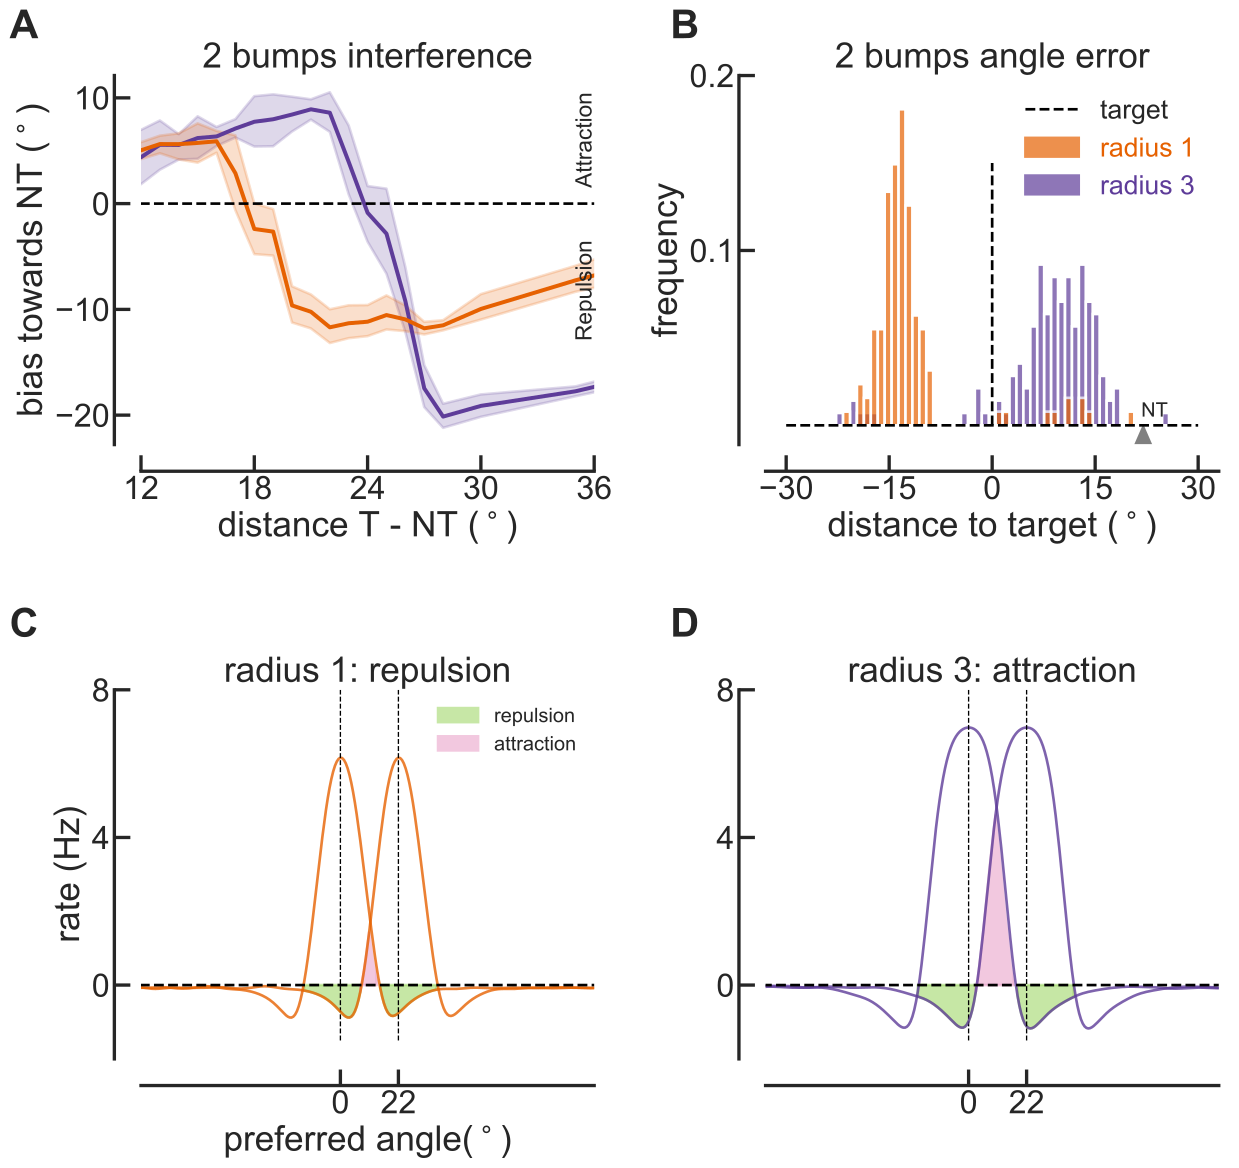 A
2 bumps interference
bias towards NT (°)
10
0
−10
−20
Attraction
Repulsion
12 18 24 30 36
distance T - NT (°)
B
2 bumps angle error
frequency
0.2
0.1
target
radius 1
radius 3
NT
−30 −15 0 15 30
distance to target (°)
C
radius 1: repulsion
rate (Hz)
8
4
0
repulsion
attraction
0 22
preferred angle(°)
D
radius 3: attraction
8
4
0
0 22